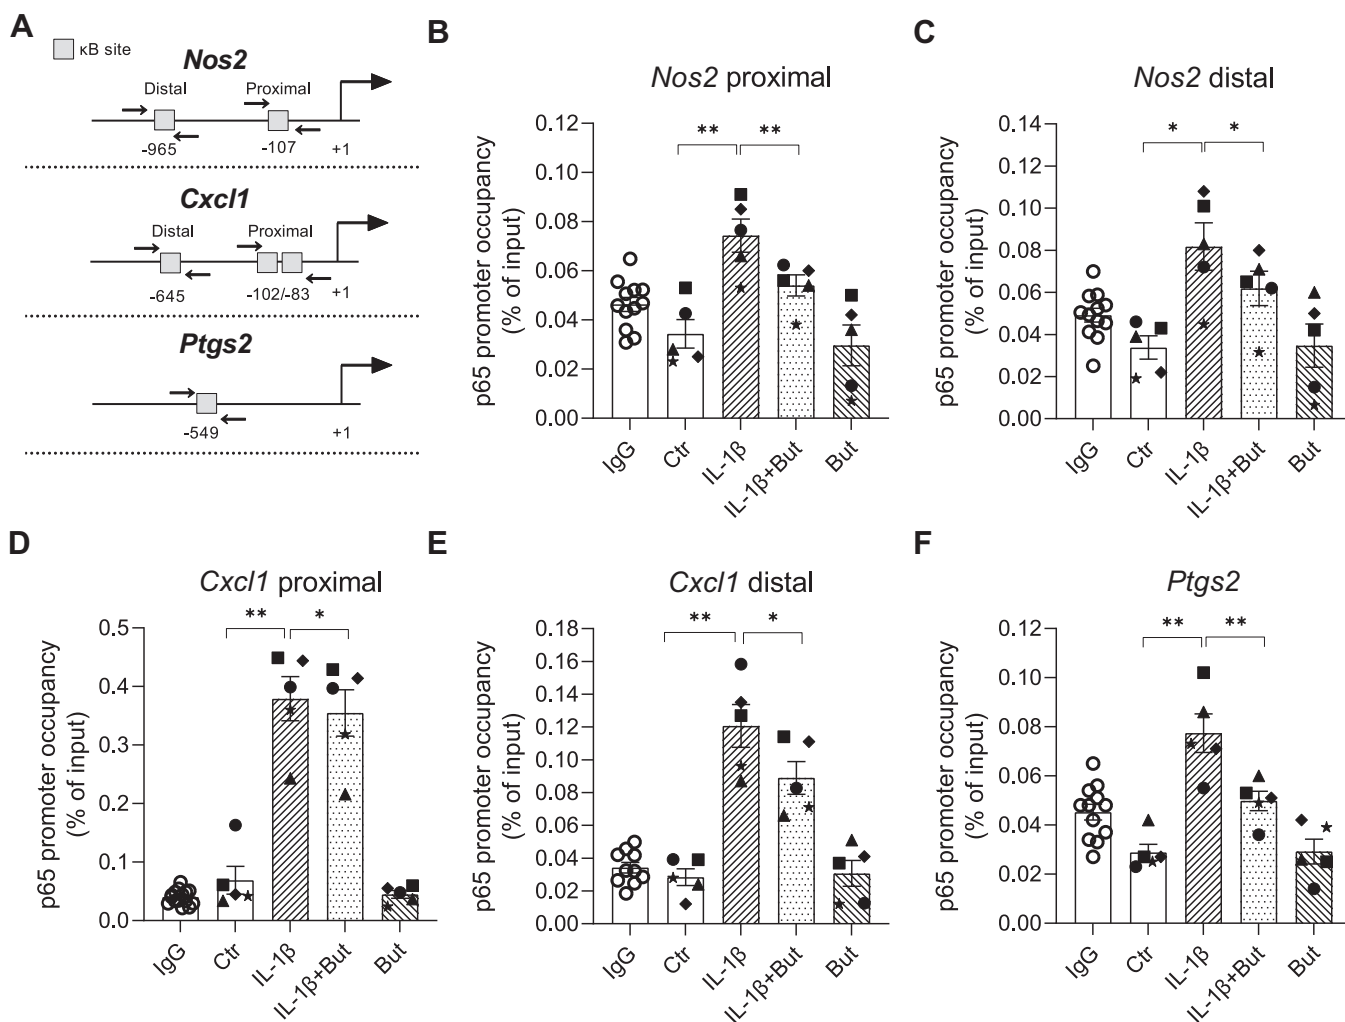 A
κB site
Nos2
Distal Proximal
-965 -107 +1
Cxcl1
Distal Proximal
-645 -102/-83 +1
Ptgs2
-549 +1
B
Nos2 proximal
p65 promoter occupancy
(% of input)
0.12
0.10
0.08
0.06
0.04
0.02
0.00
** **
IgG Ctr IL-1β IL-1β+But But
C
Nos2 distal
p65 promoter occupancy
(% of input)
0.14
0.12
0.10
0.08
0.06
0.04
0.02
0.00
* *
IgG Ctr IL-1β IL-1β+But But
D
Cxcl1 proximal
p65 promoter occupancy
(% of input)
0.5
0.4
0.3
0.2
0.1
0.0
** *
IgG Ctr IL-1β IL-1β+But But
E
Cxcl1 distal
p65 promoter occupancy
(% of input)
0.18
0.16
0.14
0.12
0.10
0.08
0.06
0.04
0.02
0.00
** *
IgG Ctr IL-1β IL-1β+But But
F
Ptgs2
p65 promoter occupancy
(% of input)
0.12
0.10
0.08
0.06
0.04
0.02
0.00
** **
IgG Ctr IL-1β IL-1β+But But